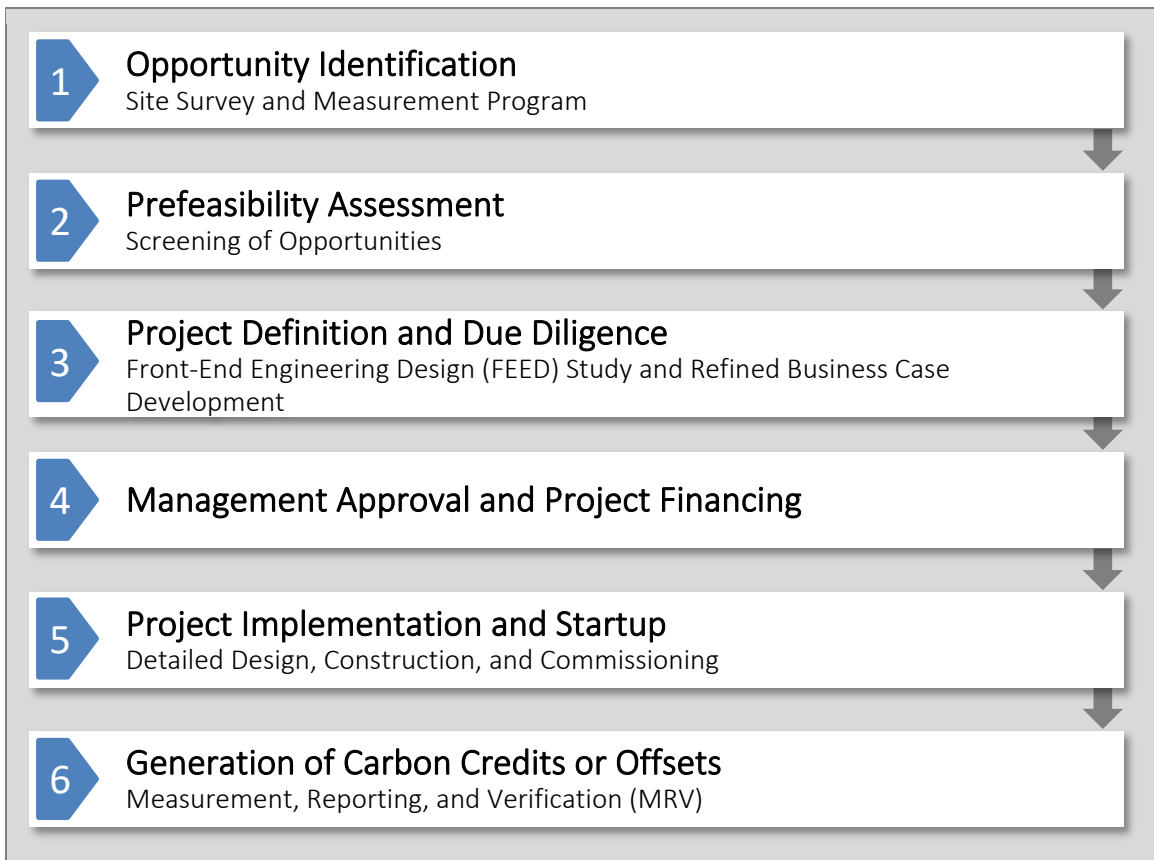 1
Opportunity Identification
Site Survey and Measurement Program
2
Prefeasibility Assessment
Screening of Opportunities
3
Project Definition and Due Diligence
Front-End Engineering Design (FEED) Study and Refined Business Case
Development
4
Management Approval and Project Financing
5
Project Implementation and Startup
Detailed Design, Construction, and Commissioning
6
Generation of Carbon Credits or Offsets
Measurement, Reporting, and Verification (MRV)